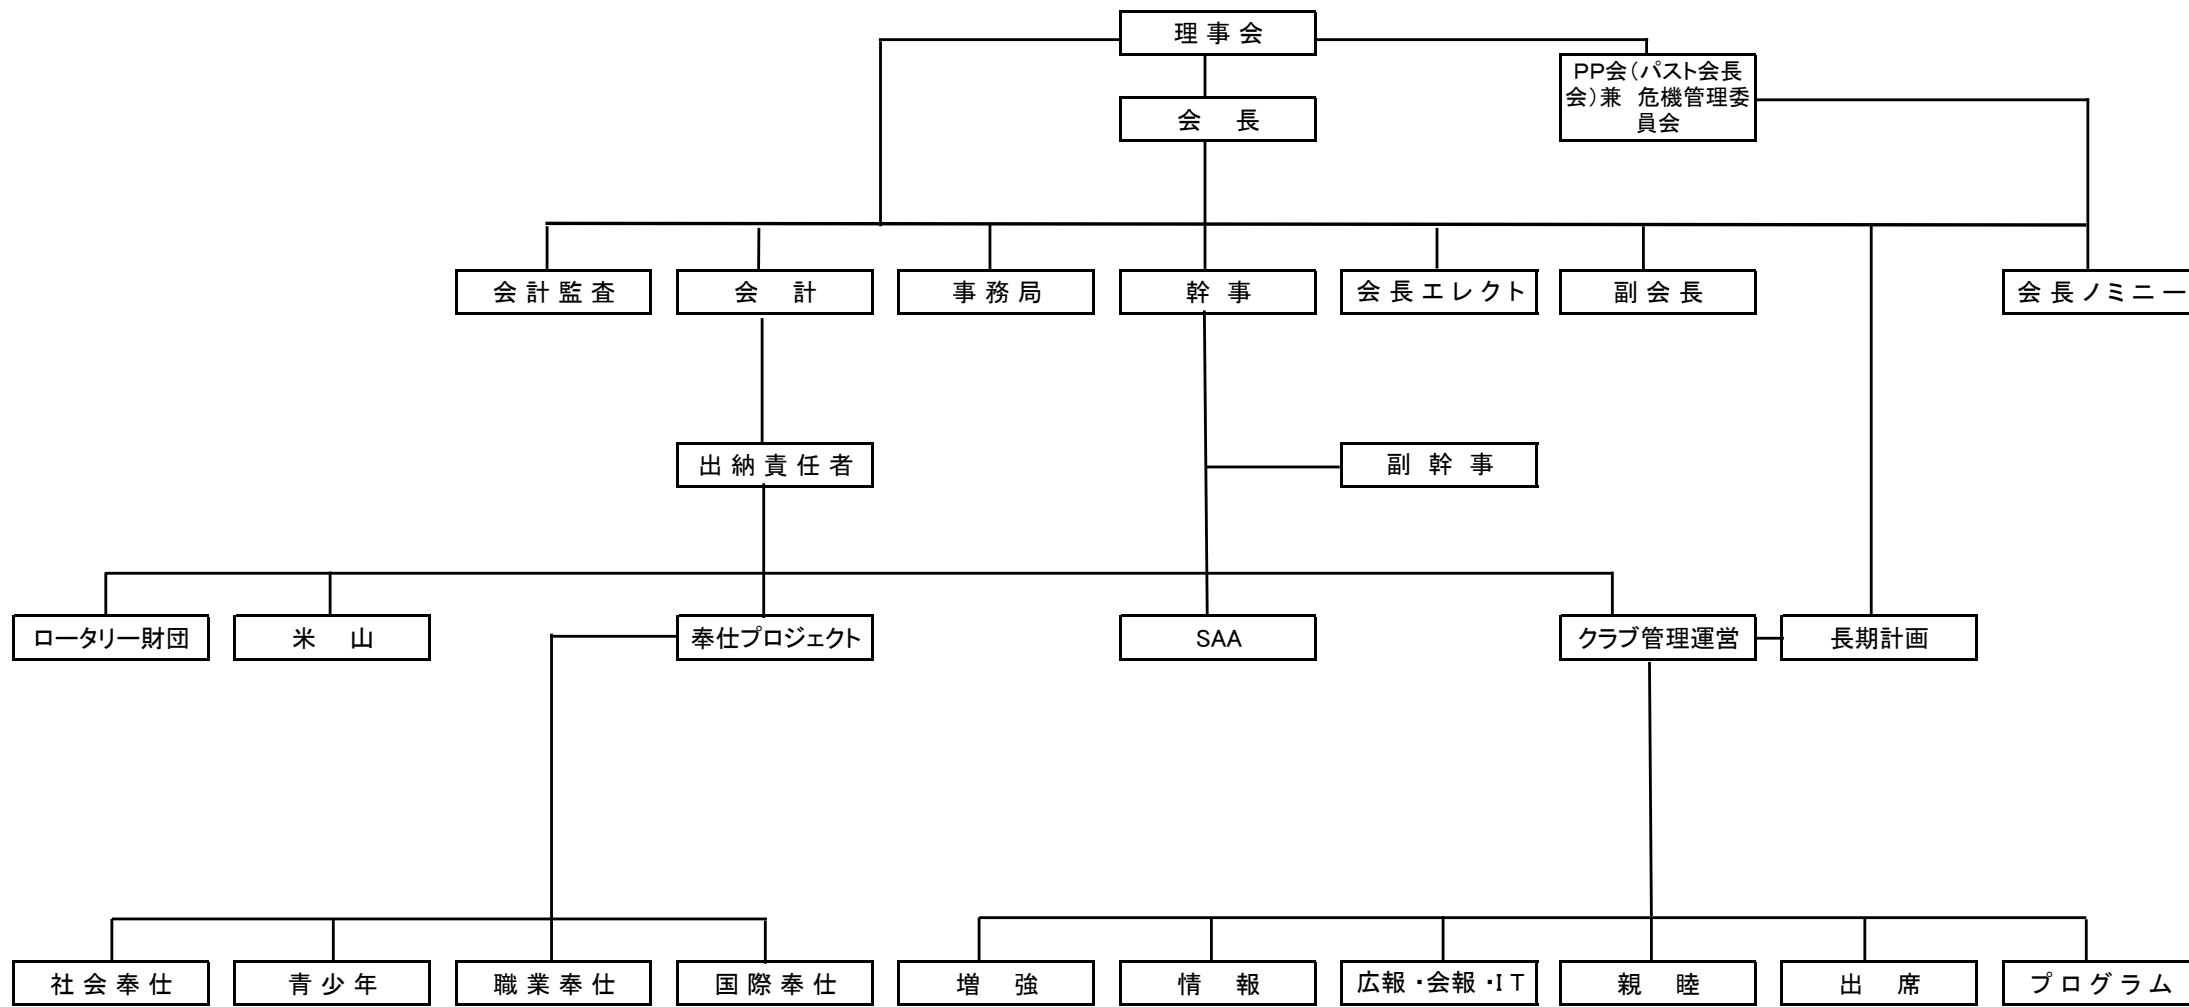 理事会
PP会（パスト会長
会）兼　危機管理委
員会
会　長
会計監査
会　計
事務局
幹　事
会長エレクト
副会長
会長ノミニー
出納責任者
副　幹　事
ロータリー財団
米　山
奉仕プロジェクト
SAA
クラブ管理運営
長期計画
社会奉仕
青少年
職業奉仕
国際奉仕
増　強
情　報
広報・会報・IT
親　睦
出　席
プログラム